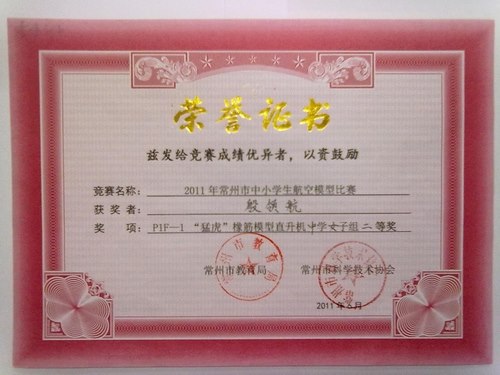 荣誉证书
兹发给竞赛成绩优异者，以资鼓励
竞赛名称： 2011年常州市中小学生航空模型比赛
获奖者： 殷揆航
奖　项： P1F—1 “猛虎”橡筋模型直升机中学女子组二等奖
常州市教育局 常州市科学技术协会
2011年6月